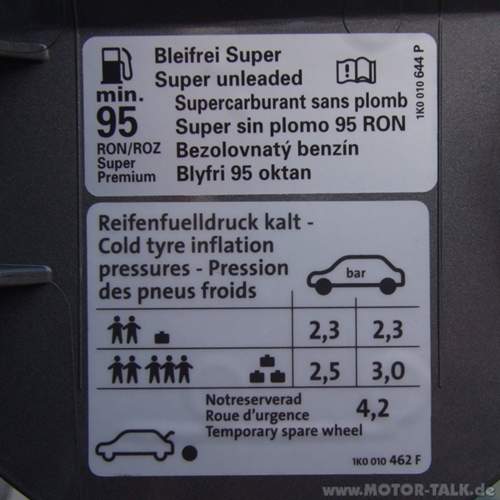 Bleifrei Super
Super unleaded
min.
95
RON/ROZ
Super
Premium
Supercarburant sans plomb
Super sin plomo 95 RON
Bezolovnatý benzín
Blyfri 95 oktan
1K0 010 644 P
Reifenfuelldruck kalt -
Cold tyre inflation
pressures - Pression
des pneus froids
bar
2,3 2,3
2,5 3,0
Notreserverad
Roue d'urgence
Temporary spare wheel
4,2
1K0 010 462 F
www.MOTOR-TALK.de